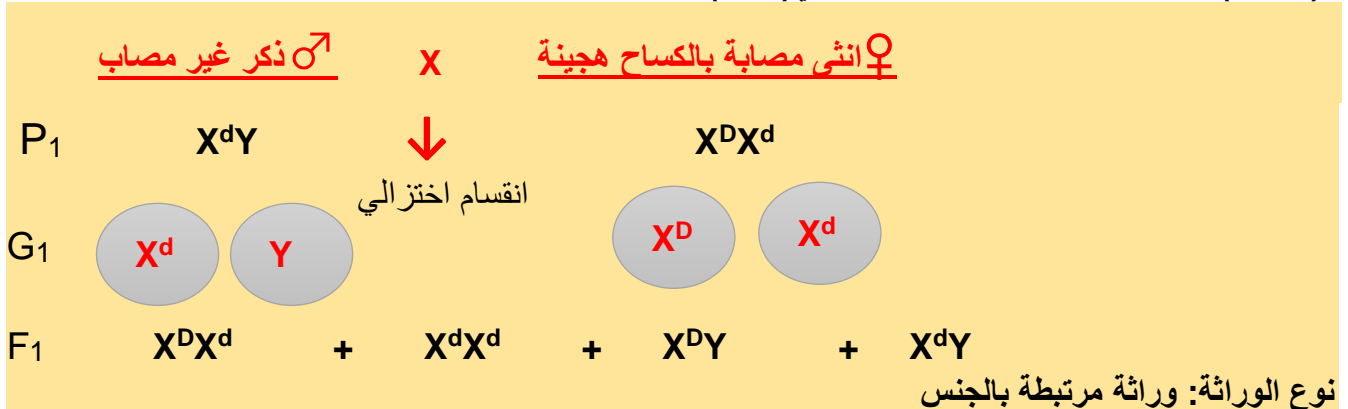 ♂ ذكر غير مصاب X ♀ انثى مصابة بالكساح هجينة
P₁ XᵈY ↓ XᴰXᵈ
انقسام اختزالي
G₁ Xᵈ Y Xᴰ Xᵈ
F₁ XᴰXᵈ + XᵈXᵈ + XᴰY + XᵈY
نوع الوراثة: وراثة مرتبطة بالجنس